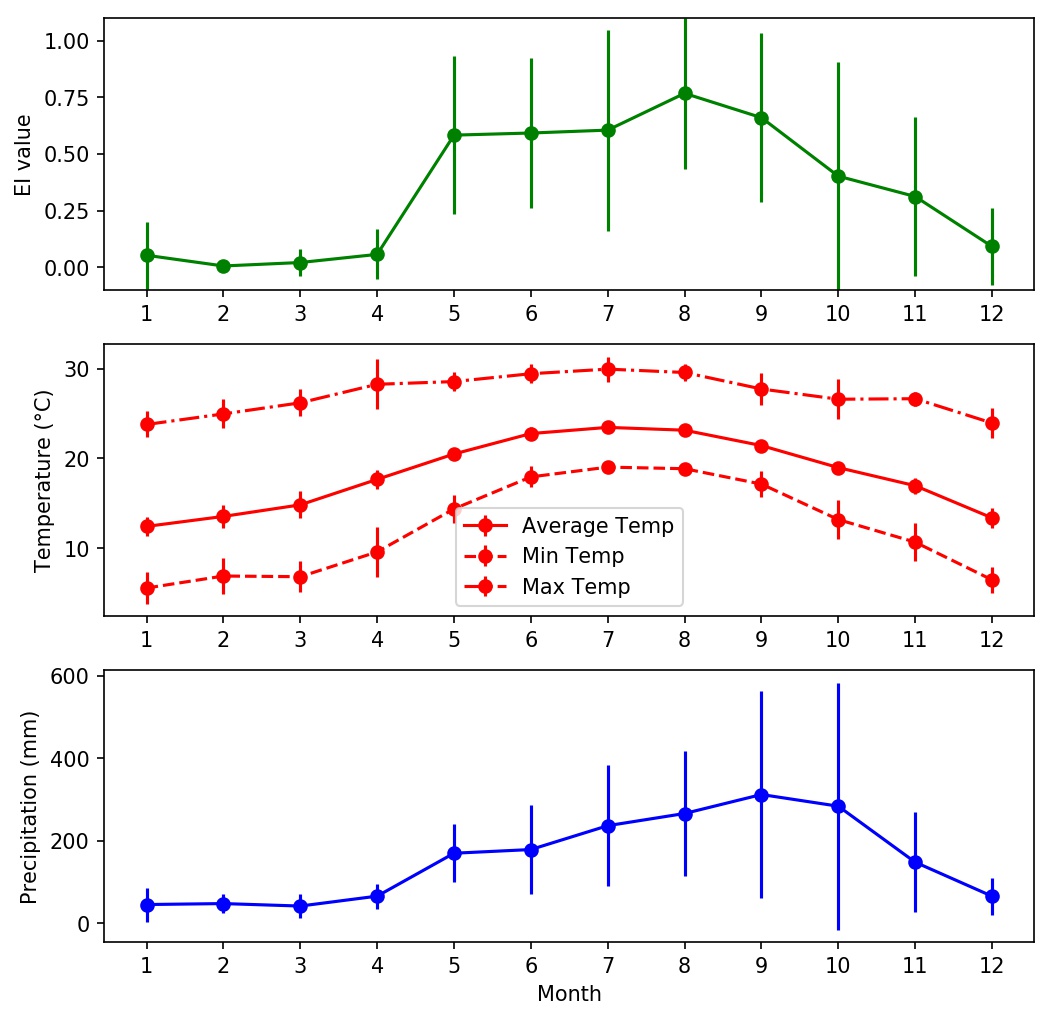 EI value
1.00
0.75
0.50
0.25
0.00
1 2 3 4 5 6 7 8 9 10 11 12
Temperature (°C)
30
20
10
Average Temp
Min Temp
Max Temp
1 2 3 4 5 6 7 8 9 10 11 12
Precipitation (mm)
600
400
200
0
1 2 3 4 5 6 7 8 9 10 11 12
Month